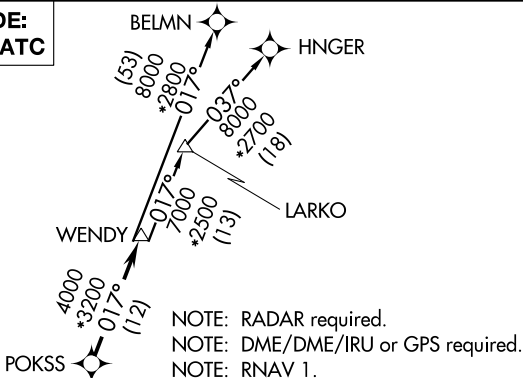 DE:
ATC
BELMN
HNGER
(53)
8000
*2800
017°
037°
8000
*2700
(18)
LARKO
017°
7000
*2500
(13)
WENDY
4000
*3200
017°
(12)
POKSS
NOTE: RADAR required.
NOTE: DME/DME/IRU or GPS required.
NOTE: RNAV 1.